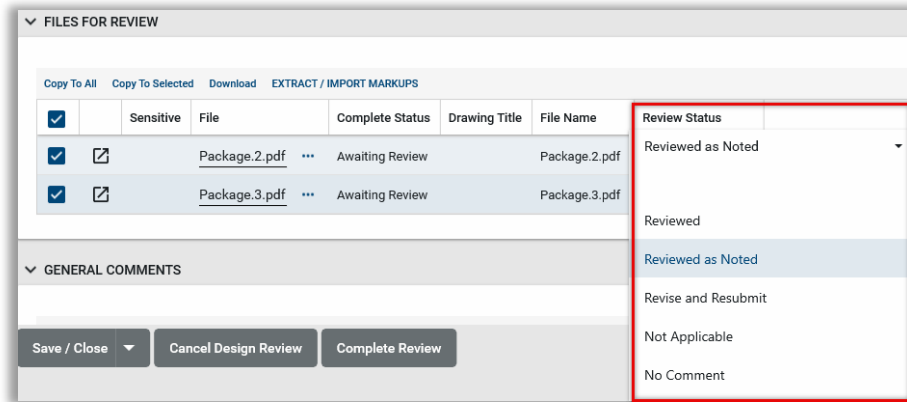 FILES FOR REVIEW
Copy To All Copy To Selected Download EXTRACT / IMPORT MARKUPS
Sensitive File Complete Status Drawing Title File Name Review Status
Package.2.pdf ••• Awaiting Review Package.2.pdf Reviewed as Noted
Package.3.pdf ••• Awaiting Review Package.3.pdf
Reviewed
Reviewed as Noted
Revise and Resubmit
Not Applicable
No Comment
GENERAL COMMENTS
Save / Close Cancel Design Review Complete Review